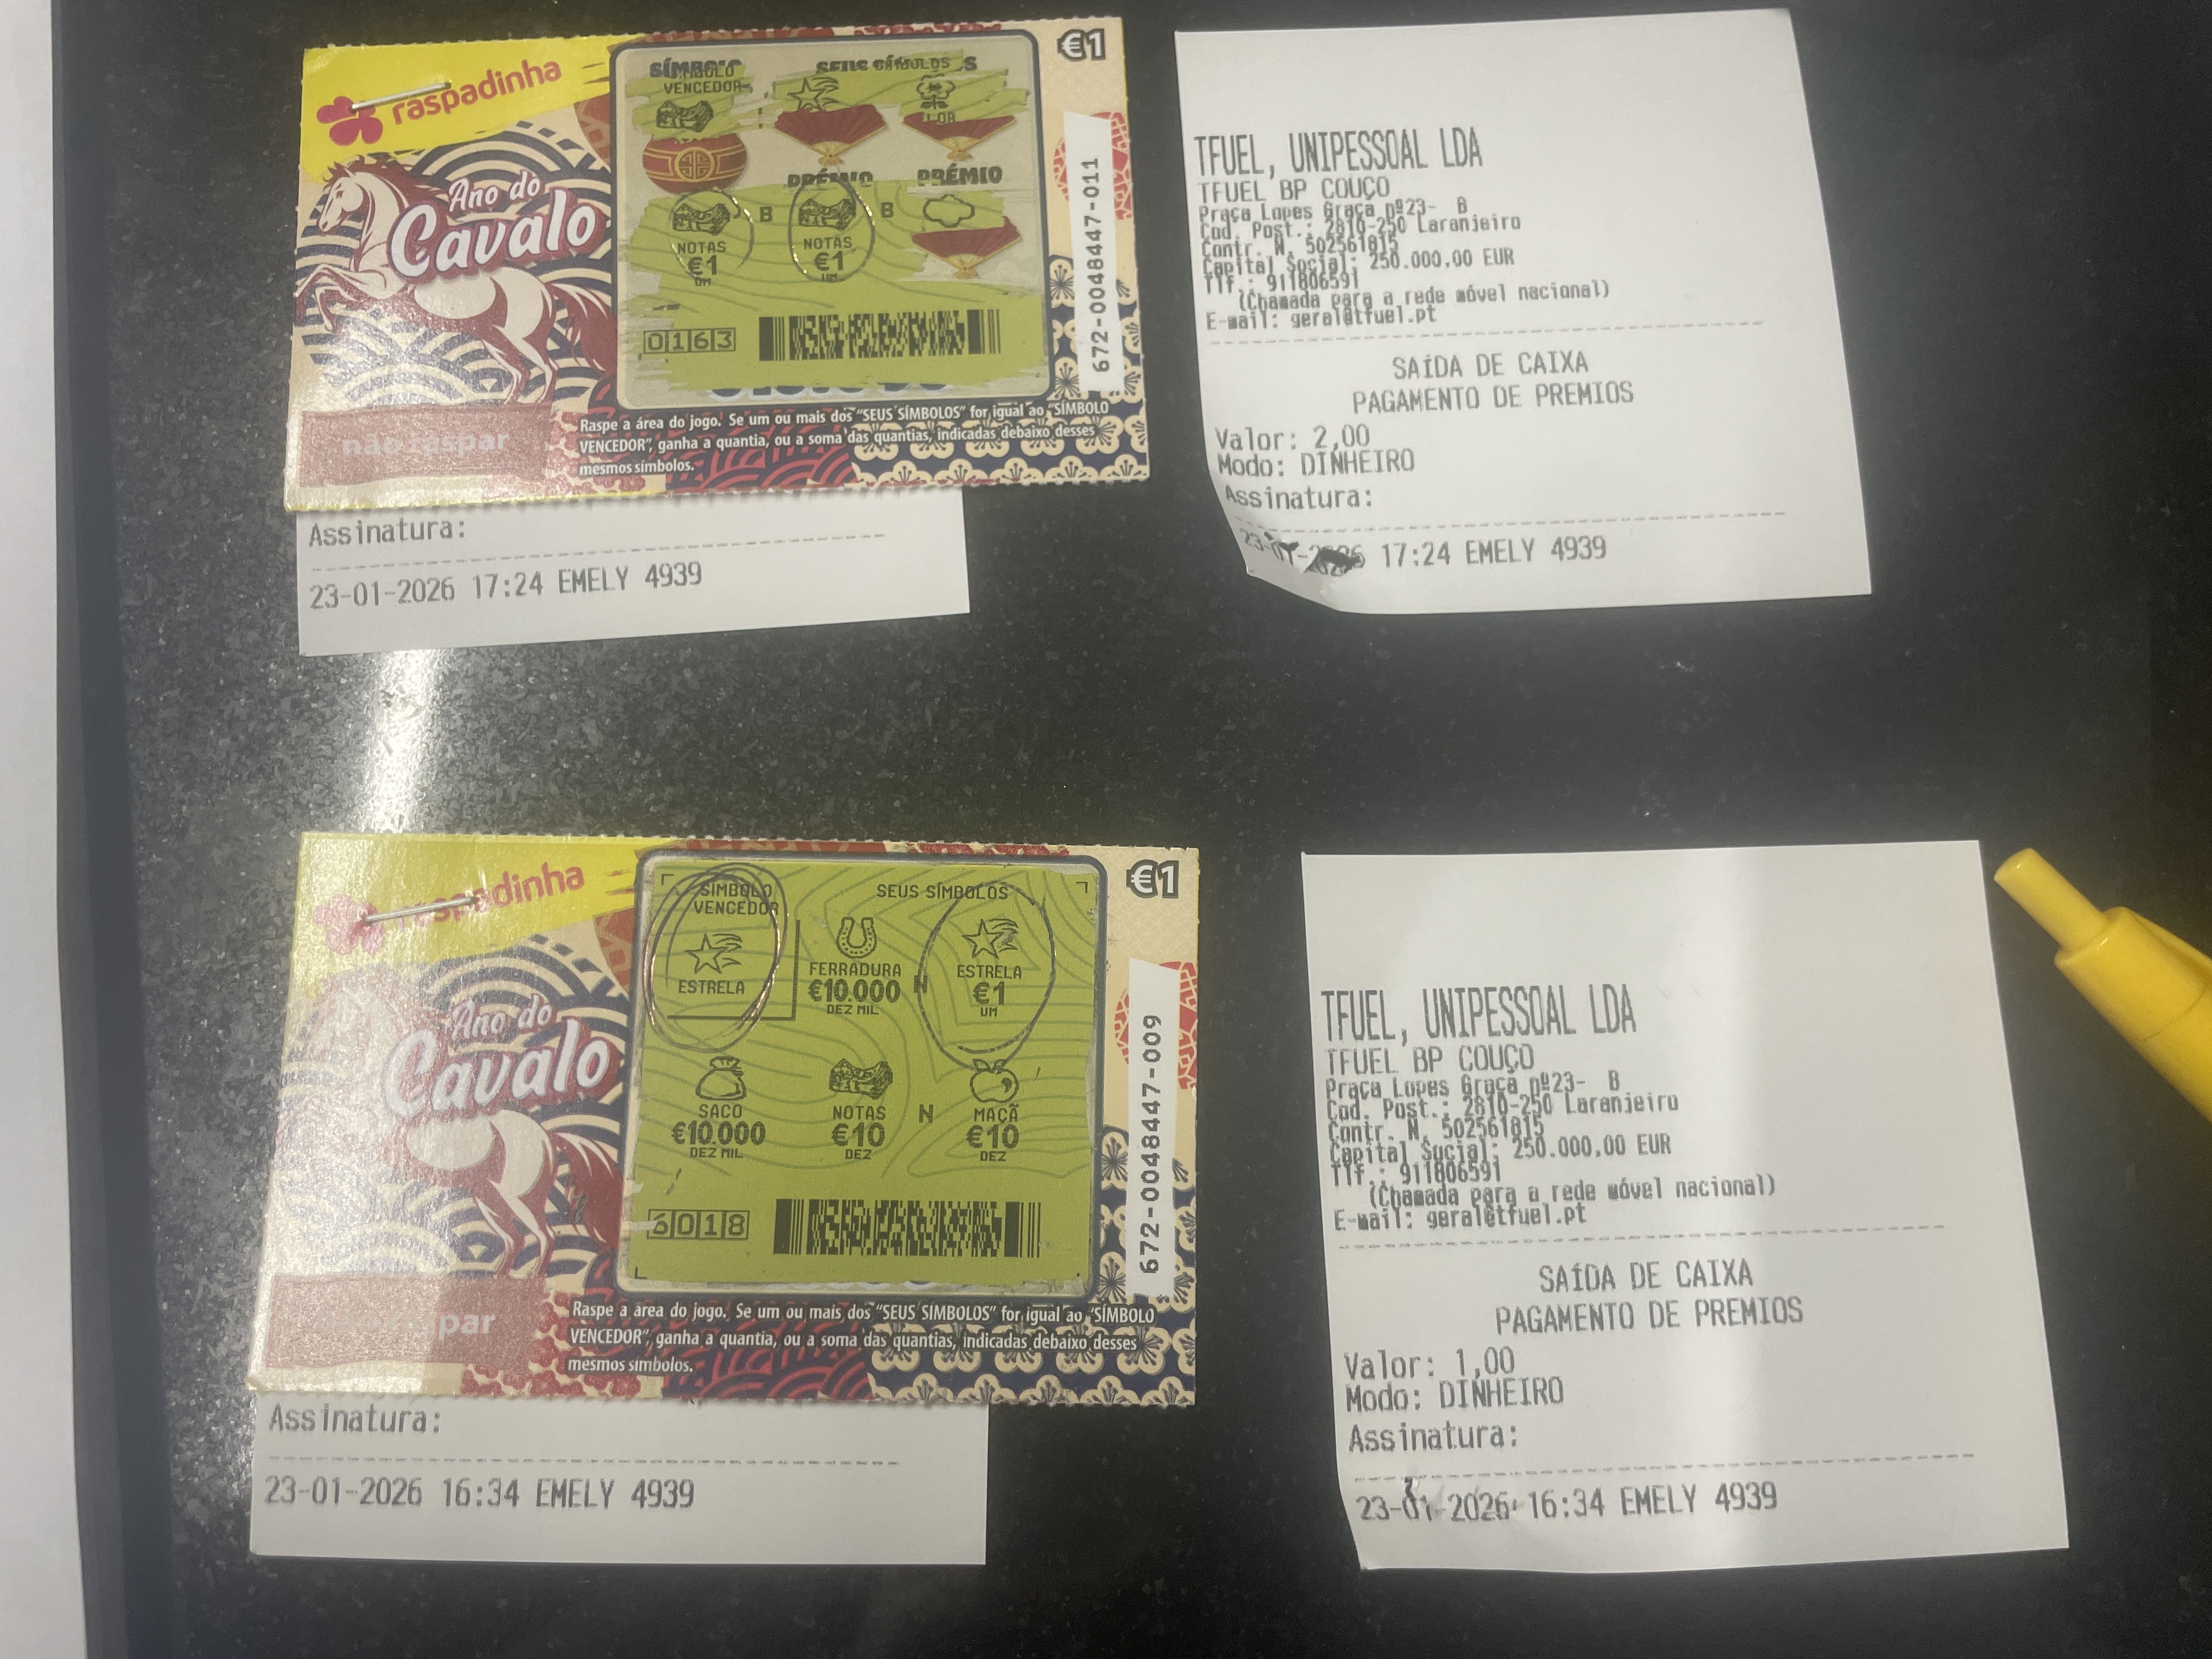 raspadinha
Ano do
Cavalo
€1
SÍMBOLO
VENCEDOR
SEUS SÍMBOLOS
PRÉMIO
PRÉMIO
B
B
NOTAS
NOTAS
€1
€1
UM
UM
0163
672-0048447-011
não raspar
Raspe a área do jogo. Se um ou mais dos "SEUS SÍMBOLOS" for igual ao "SÍMBOLO
VENCEDOR", ganha a quantia, ou a soma das quantias, indicadas debaixo desses
mesmos símbolos.
Assinatura:
23-01-2026 17:24 EMELY 4939
TFUEL, UNIPESSOAL LDA
TFUEL BP COUÇO
Praça Lopes Graça nº23- B
Cod. Post.: 2810-250 Laranjeiro
Contr. N. 502561815
Capital Social: 250.000,00 EUR
Tlf.: 911806591
(Chamada para a rede móvel nacional)
E-mail: geral@tfuel.pt
SAÍDA DE CAIXA
PAGAMENTO DE PREMIOS
Valor: 2,00
Modo: DINHEIRO
Assinatura:
17:24 EMELY 4939
raspadinha
Ano do
Cavalo
€1
SÍMBOLO
VENCEDOR
SEUS SÍMBOLOS
ESTRELA
FERRADURA
€10.000
DEZ MIL
N
ESTRELA
€1
UM
SACO
€10.000
DEZ MIL
NOTAS
€10
DEZ
N
MAÇÃ
€10
DEZ
6018
672-0048447-009
Raspe a área do jogo. Se um ou mais dos "SEUS SÍMBOLOS" for igual ao "SÍMBOLO
VENCEDOR", ganha a quantia, ou a soma das quantias, indicadas debaixo desses
mesmos símbolos.
Assinatura:
23-01-2026 16:34 EMELY 4939
TFUEL, UNIPESSOAL LDA
TFUEL BP COUÇO
Praça Lopes Graça nº23- B
Cod. Post.: 2810-250 Laranjeiro
Contr. N. 502561815
Capital Social: 250.000,00 EUR
Tlf.: 911806591
(Chamada para a rede móvel nacional)
E-mail: geral@tfuel.pt
SAÍDA DE CAIXA
PAGAMENTO DE PREMIOS
Valor: 1,00
Modo: DINHEIRO
Assinatura:
23-01-2026 16:34 EMELY 4939